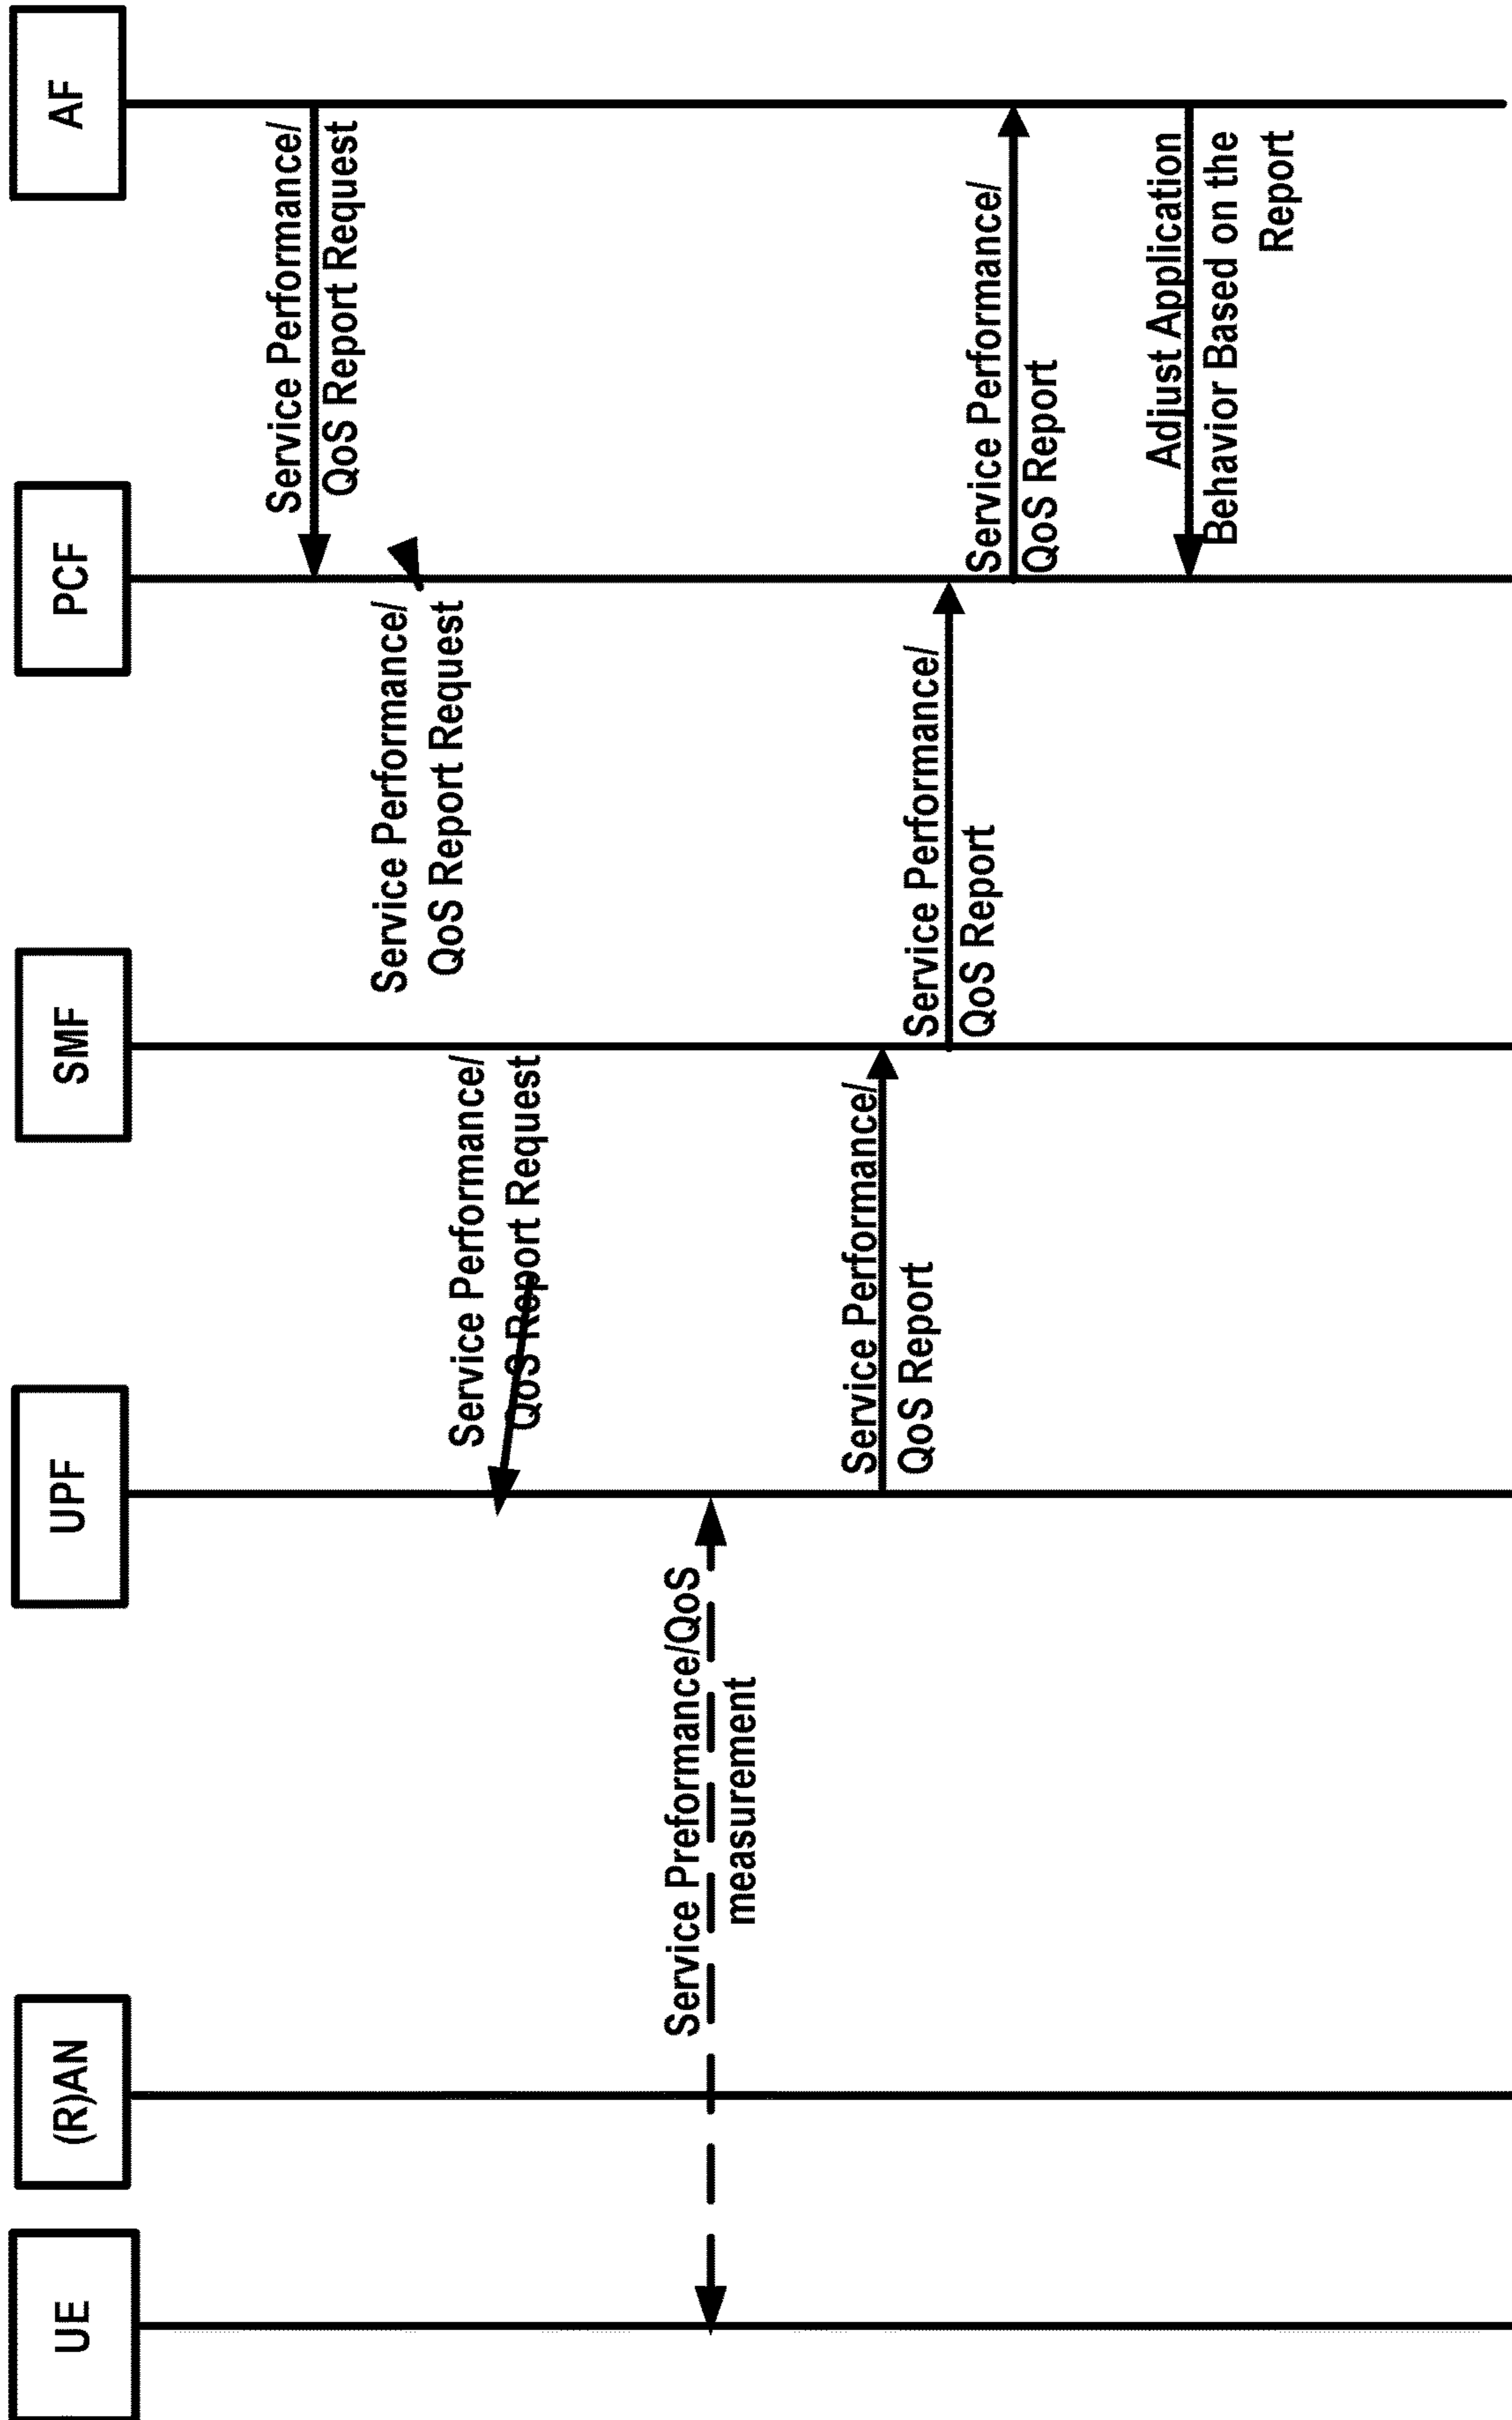 UE
(R)AN
UPF
SMF
PCF
AF
Service Performance/
QoS Report Request
Service Performance/
QoS Report Request
Service Performance/
QoS Report Request
Service Preformance/QoS
measurement
Service Performance/
QoS Report
Service Performance/
QoS Report
Service Performance/
QoS Report
Adjust Application
Behavior Based on the
Report